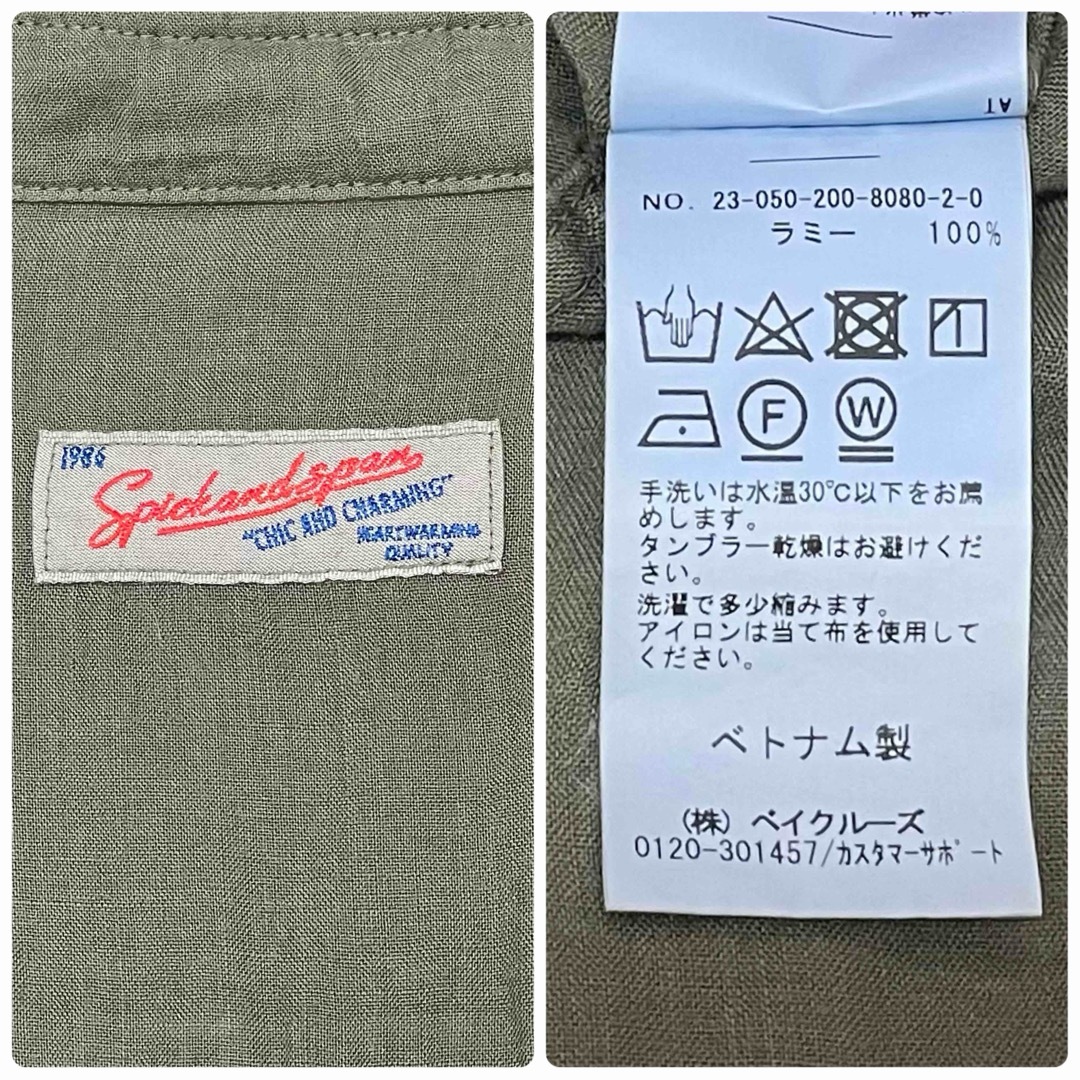 1986
Spickandspan
"CHIC AND CHARMING"
HEARTWARMING
QUALITY
AT
NO. 23-050-200-8080-2-0
ラミー 100%
F
W
手洗いは水温30℃以下をお薦
めします。
タンブラー乾燥はお避けくだ
さい。
洗濯で多少縮みます。
アイロンは当て布を使用して
ください。
ベトナム製
(株) ベイクルーズ
0120-301457/カスタマーサポート